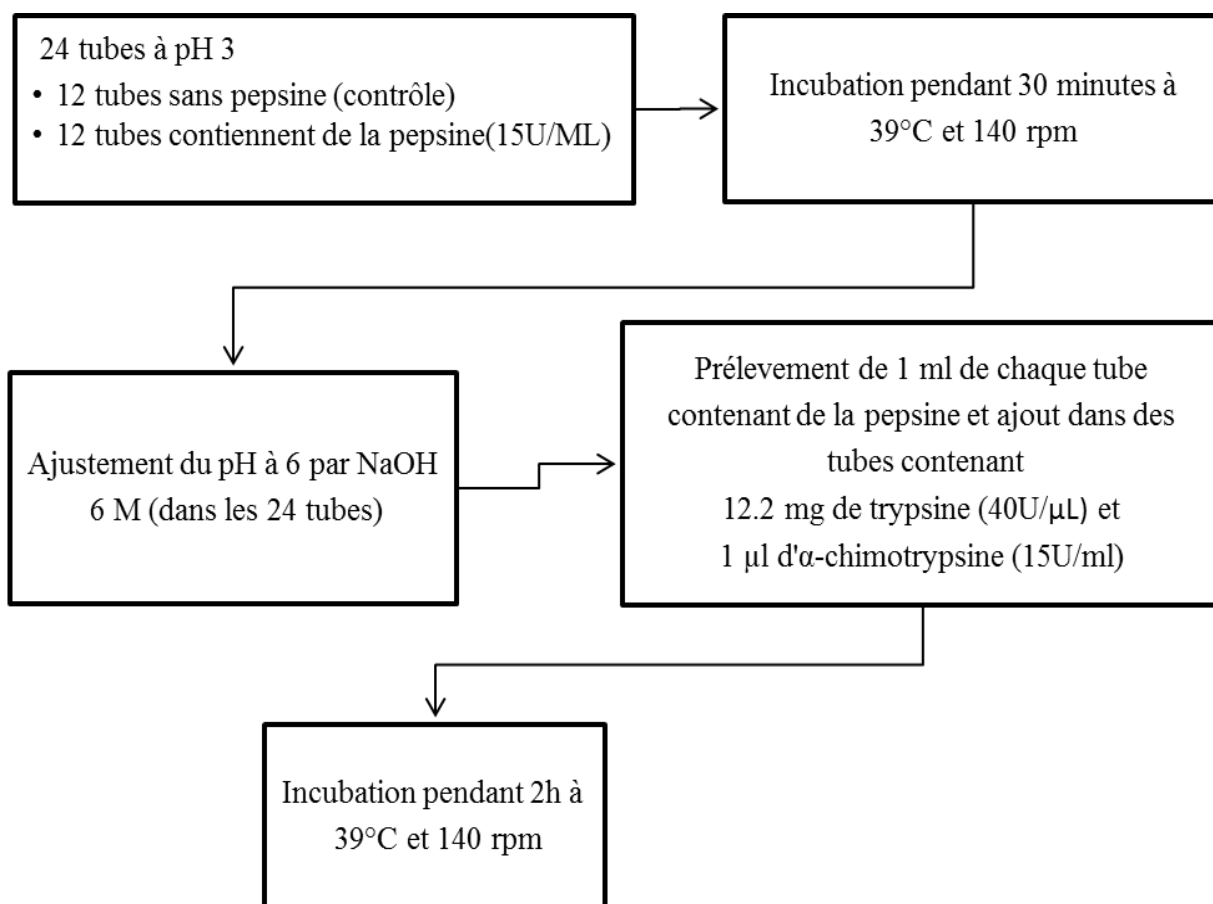 24 tubes à pH 3
• 12 tubes sans pepsine (contrôle)
• 12 tubes contiennent de la pepsine(15U/ML)
Incubation pendant 30 minutes à
39°C et 140 rpm
Ajustement du pH à 6 par NaOH
6 M (dans les 24 tubes)
Prélevement de 1 ml de chaque tube
contenant de la pepsine et ajout dans des
tubes contenant
12.2 mg de trypsine (40U/μL) et
1 μl d'α-chimotrypsine (15U/ml)
Incubation pendant 2h à
39°C et 140 rpm